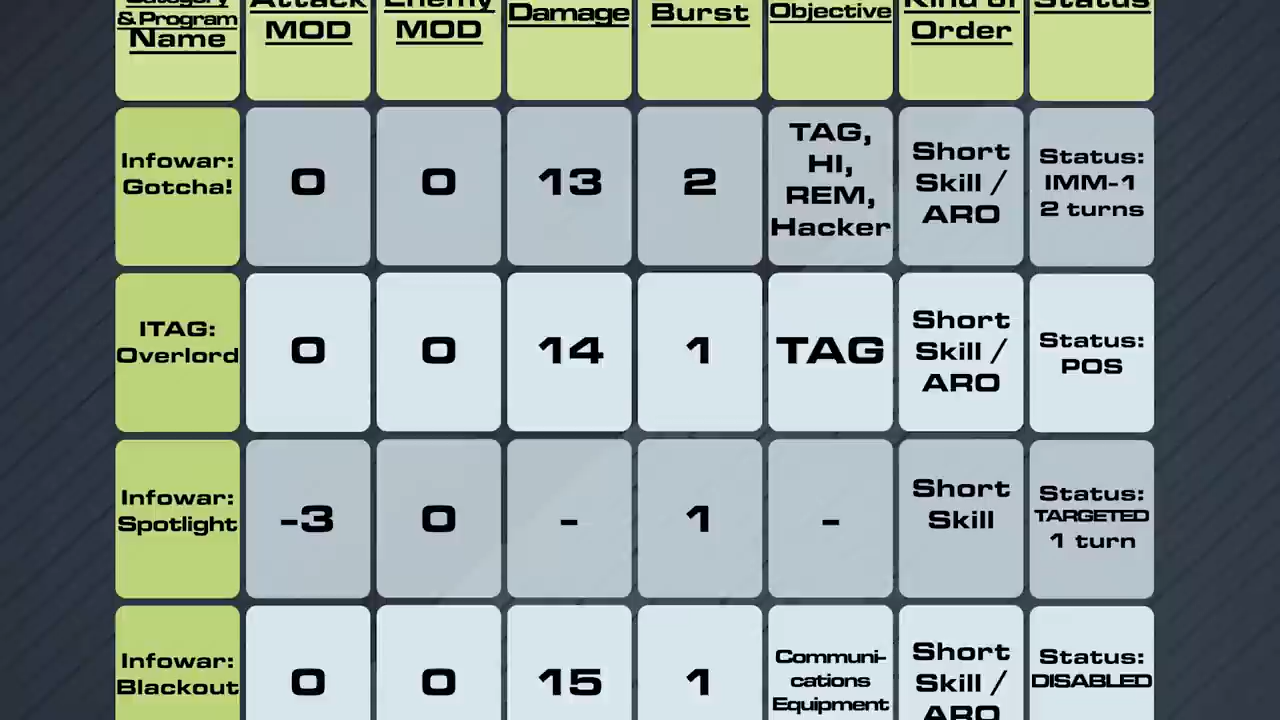 Category
& Program
Name
Attack
MOD
Enemy
MOD
Damage
Burst
Objective
Kind of
Order
Status
Infowar:
Gotcha!
0
0
13
2
TAG,
HI,
REM,
Hacker
Short
Skill /
ARO
Status:
IMM-1
2 turns
ITAG:
Overlord
0
0
14
1
TAG
Short
Skill /
ARO
Status:
POS
Infowar:
Spotlight
-3
0
-
1
-
Short
Skill
Status:
TARGETED
1 turn
Infowar:
Blackout
0
0
15
1
Communi-
cations
Equipment
Short
Skill /
ARO
Status:
DISABLED